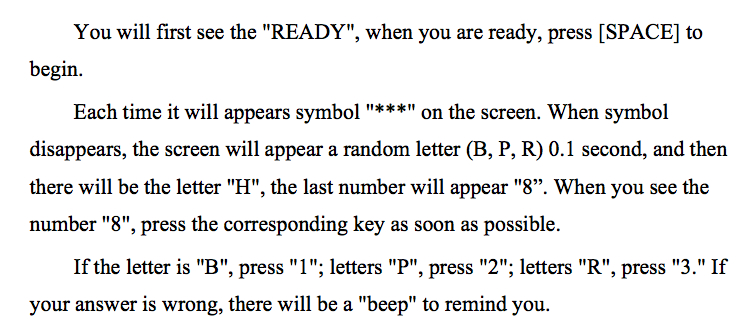 You will first see the "READY", when you are ready, press [SPACE] to
begin.
Each time it will appears symbol "***" on the screen. When symbol
disappears, the screen will appear a random letter (B, P, R) 0.1 second, and then
there will be the letter "H", the last number will appear "8”. When you see the
number "8", press the corresponding key as soon as possible.
If the letter is "B", press "1"; letters "P", press "2"; letters "R", press "3." If
your answer is wrong, there will be a "beep" to remind you.